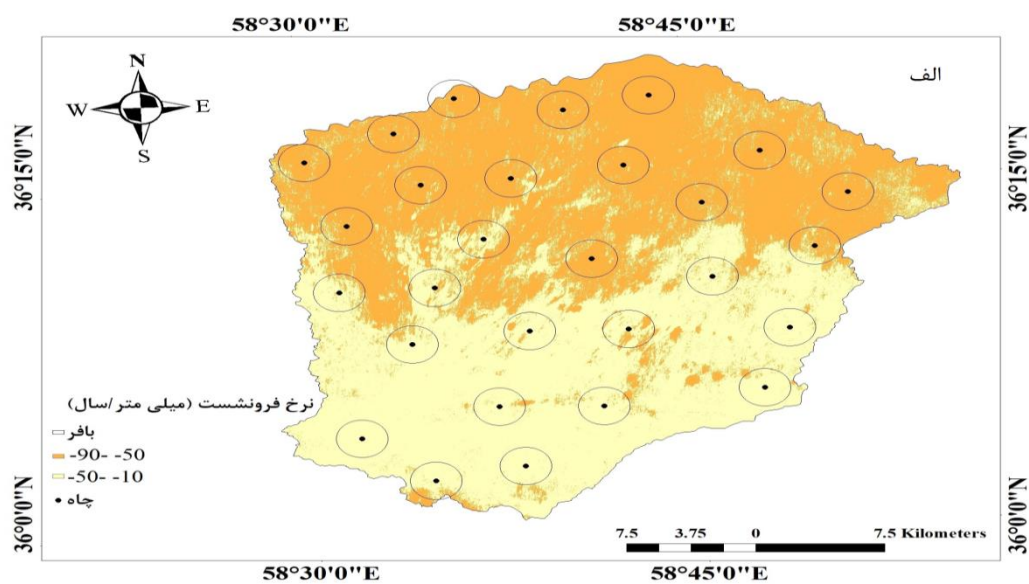 58°30'0"E 58°45'0"E
الف
N
W E
S
36°15'0"N 36°15'0"N
نرخ فرونشست (میلی متر/سال)
بافر
-90- -50
-50- -10
چاه
36°0'0"N 36°0'0"N
7.5 3.75 0 7.5 Kilometers
58°30'0"E 58°45'0"E